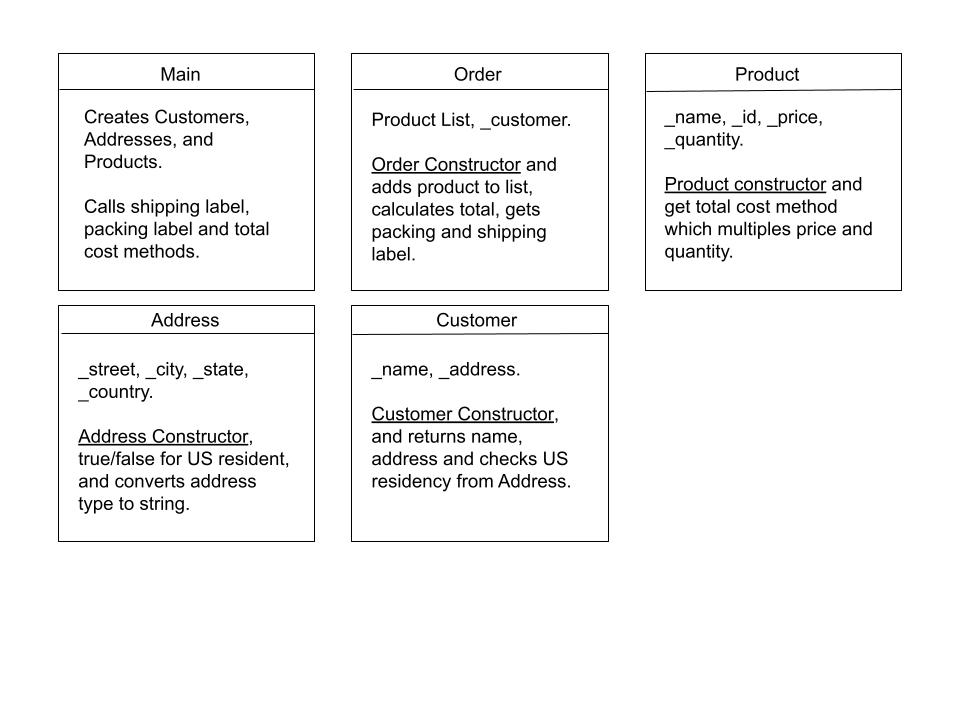 Main
Creates Customers,
Addresses, and
Products.
Calls shipping label,
packing label and total
cost methods.
Order
Product List, _customer.
Order Constructor and
adds product to list,
calculates total, gets
packing and shipping
label.
Product
_name, _id, _price,
_quantity.
Product constructor and
get total cost method
which multiples price and
quantity.
Address
_street, _city, _state,
_country.
Address Constructor,
true/false for US resident,
and converts address
type to string.
Customer
_name, _address.
Customer Constructor,
and returns name,
address and checks US
residency from Address.